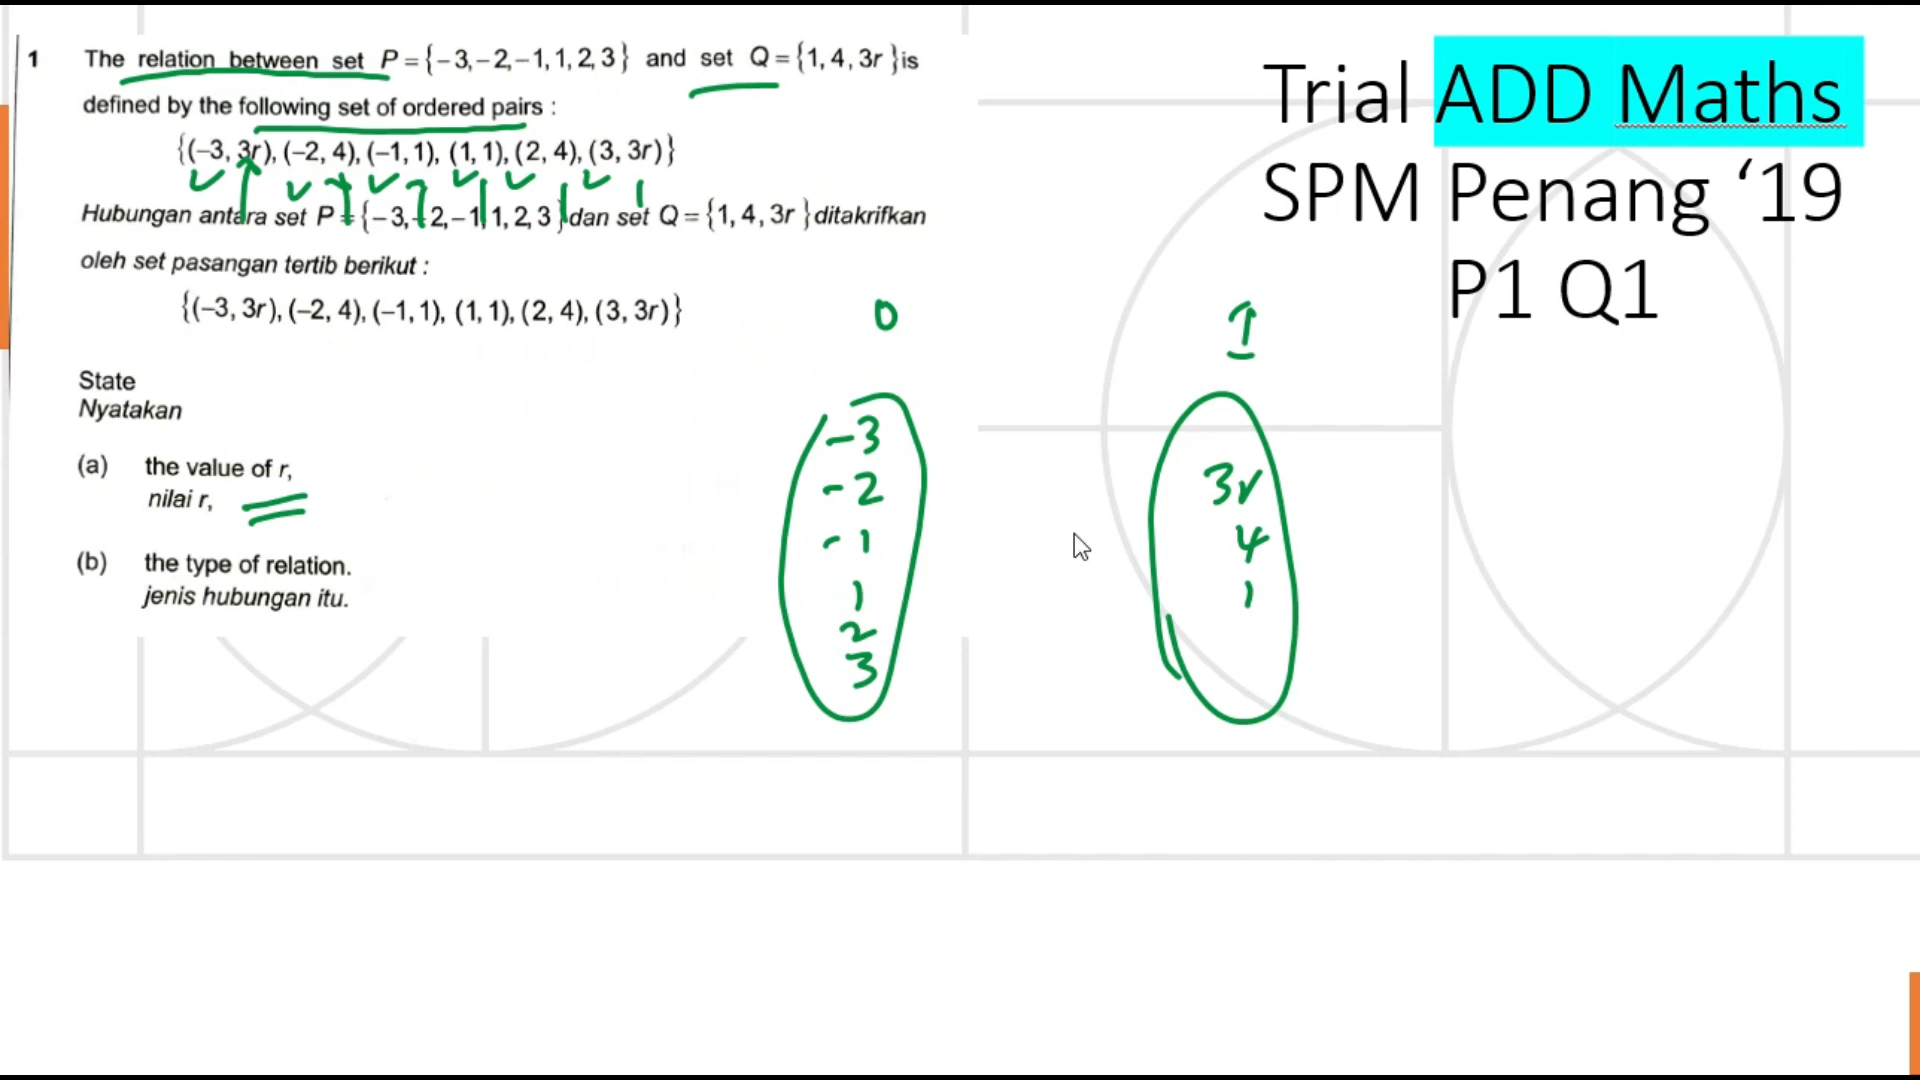 1 The relation between set P = {−3, −2, −1, 1, 2, 3} and set Q = {1, 4, 3r } is
defined by the following set of ordered pairs :
{(−3, 3r), (−2, 4), (−1, 1), (1, 1), (2, 4), (3, 3r)}
Hubungan antara set P = {−3, −2, −1, 1, 2, 3 } dan set Q = {1, 4, 3r } ditakrifkan
oleh set pasangan tertib berikut :
{(−3, 3r), (−2, 4), (−1, 1), (1, 1), (2, 4), (3, 3r)}
State
Nyatakan
(a) the value of r,
nilai r,
(b) the type of relation.
jenis hubungan itu.
O
-3
-2
-1
1
2
3
I
3r
4
1
Trial ADD Maths
SPM Penang ‘19
P1 Q1